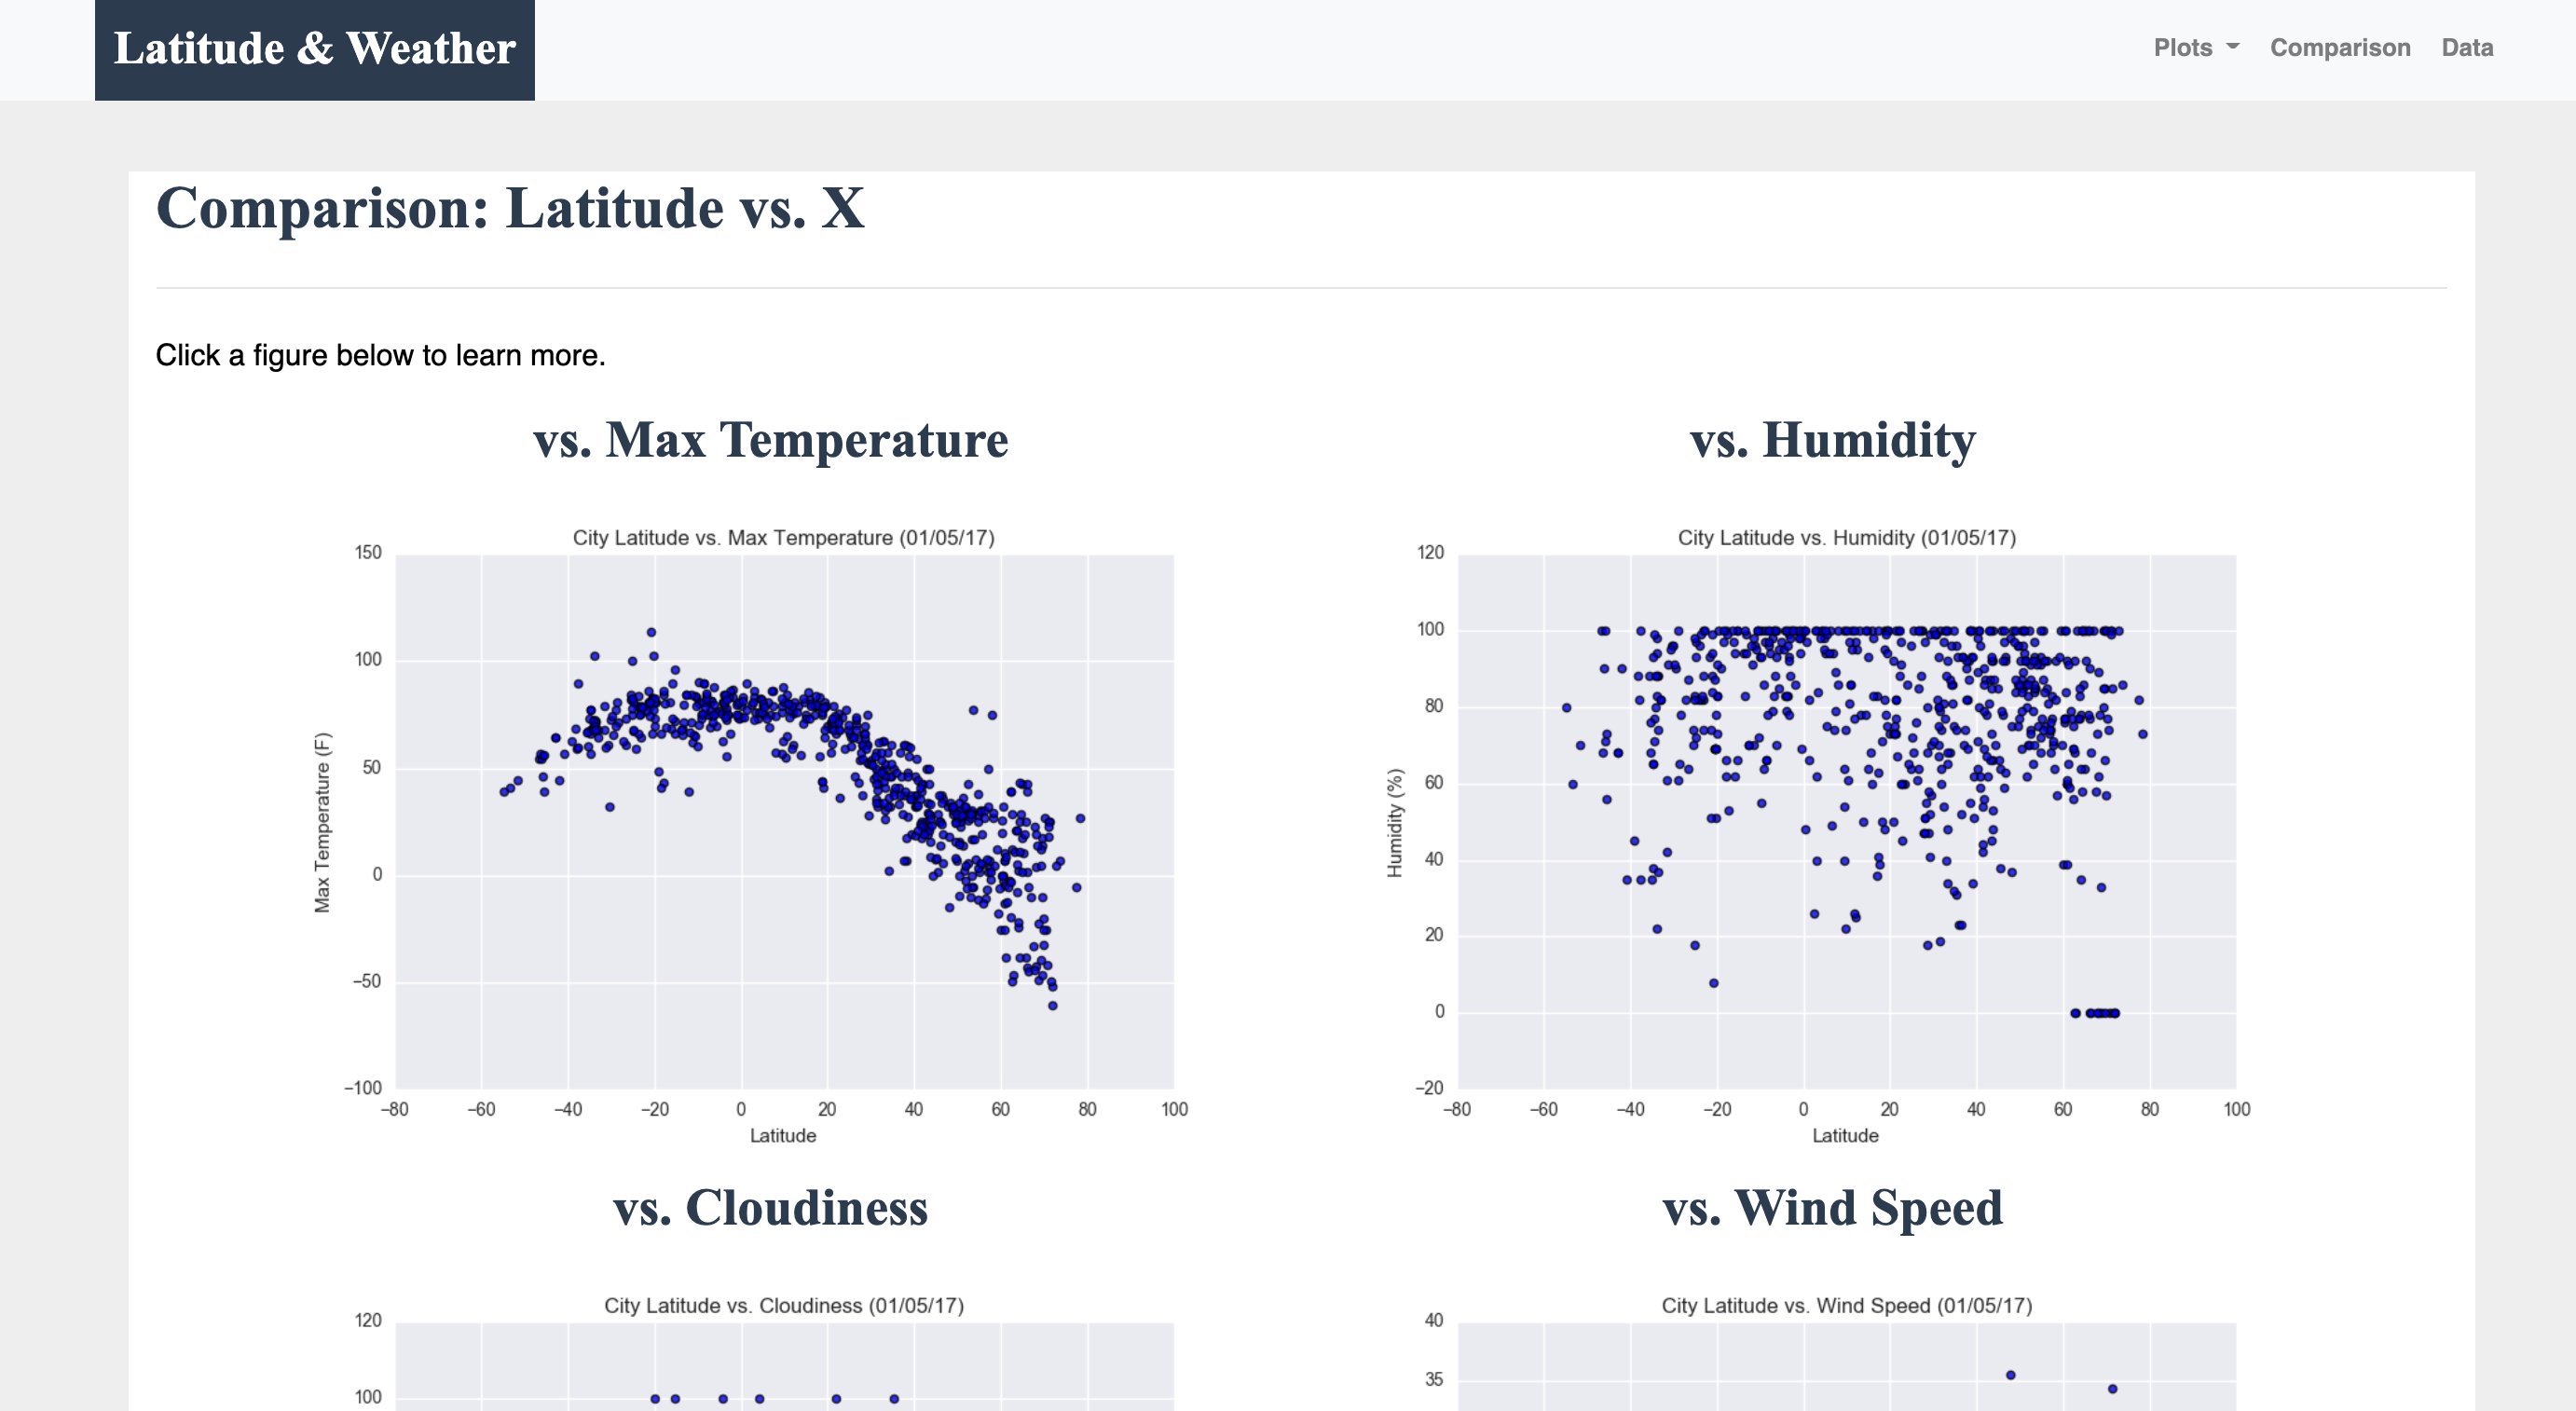 Latitude & Weather
Plots Comparison Data
Comparison: Latitude vs. X
Click a figure below to learn more.
vs. Max Temperature
City Latitude vs. Max Temperature (01/05/17)
Max Temperature (F)
150
100
50
0
−50
−100
−80 −60 −40 −20 0 20 40 60 80 100
Latitude
vs. Humidity
City Latitude vs. Humidity (01/05/17)
Humidity (%)
120
100
80
60
40
20
0
−20
−80 −60 −40 −20 0 20 40 60 80 100
Latitude
vs. Cloudiness
City Latitude vs. Cloudiness (01/05/17)
120
100
vs. Wind Speed
City Latitude vs. Wind Speed (01/05/17)
40
35